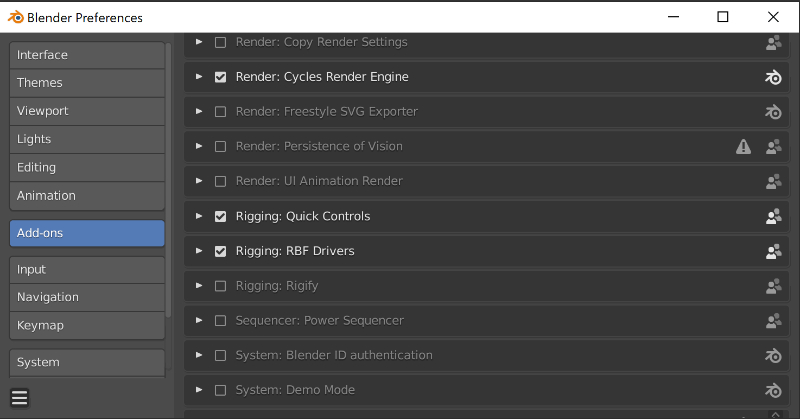 Blender Preferences
Interface
Themes
Viewport
Lights
Editing
Animation
Add-ons
Input
Navigation
Keymap
System
Render: Copy Render Settings
Render: Cycles Render Engine
Render: Freestyle SVG Exporter
Render: Persistence of Vision
Render: UI Animation Render
Rigging: Quick Controls
Rigging: RBF Drivers
Rigging: Rigify
Sequencer: Power Sequencer
System: Blender ID authentication
System: Demo Mode